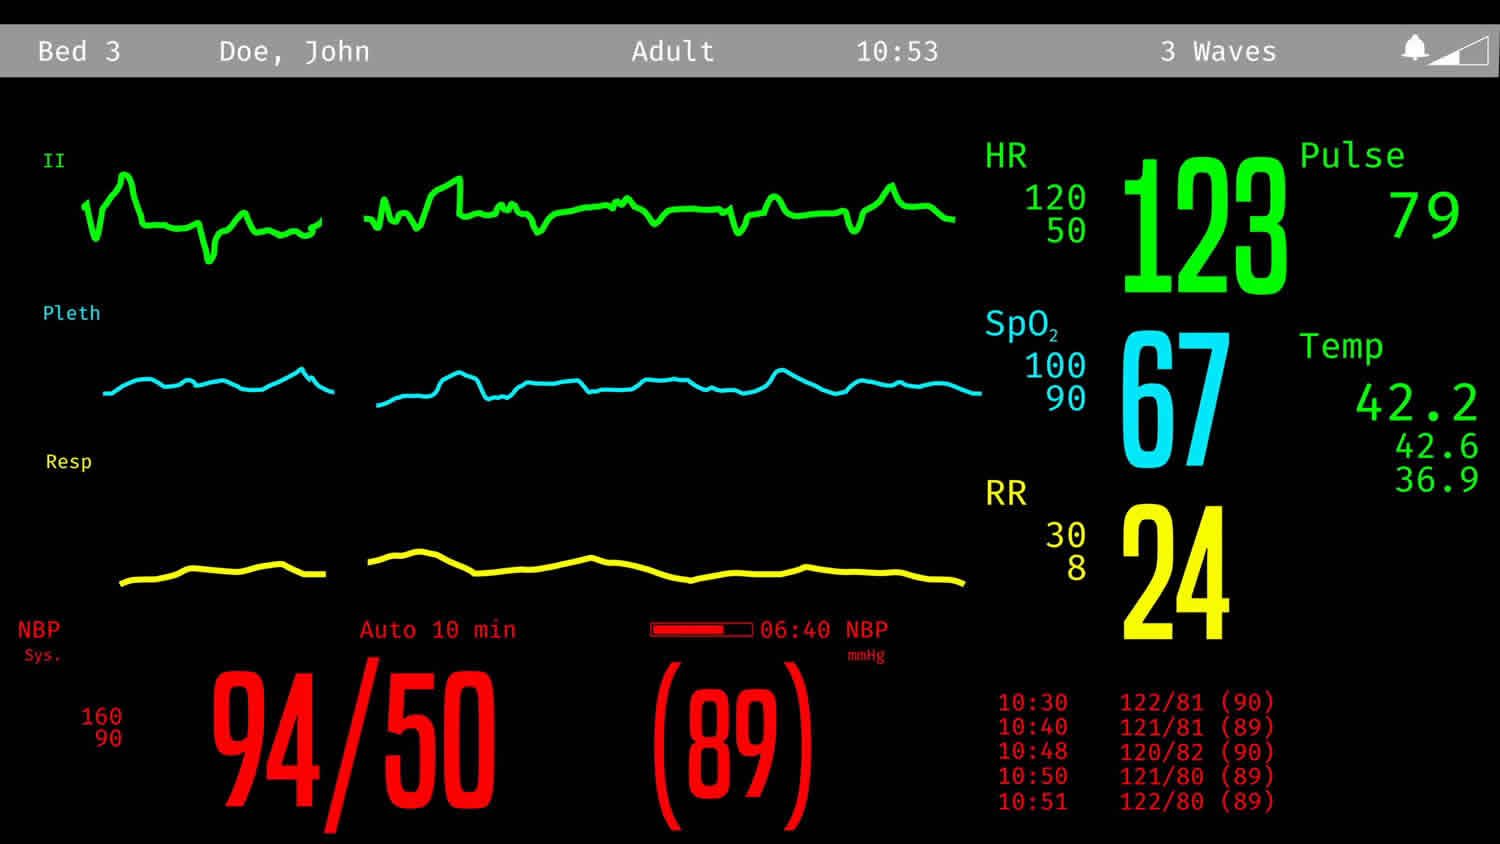 Bed 3 Doe, John Adult 10:53 3 Waves
II
HR
120
50
123
Pulse
79
Pleth
SpO₂
100
90
67
Temp
42.2
42.6
36.9
Resp
RR
30
8
24
NBP
Sys.
Auto 10 min
06:40 NBP
mmHg
160
90
94/50
(89)
10:30 122/81 (90)
10:40 121/81 (89)
10:48 120/82 (90)
10:50 121/80 (89)
10:51 122/80 (89)